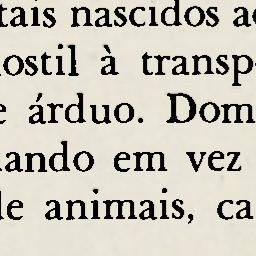 tais nascidos a
ostil à transp
e árduo. Dom
ando em vez
le animais, ca